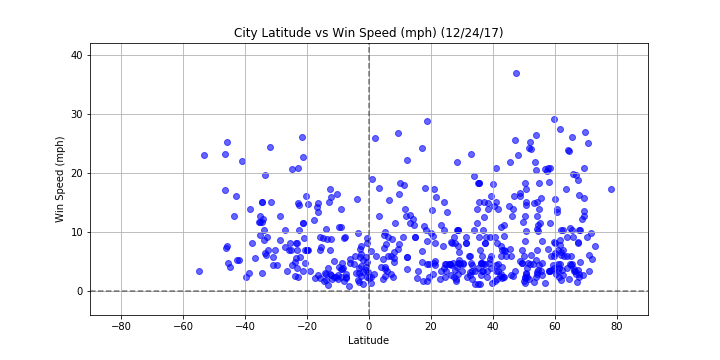 City Latitude vs Win Speed (mph) (12/24/17)
40
30
20
10
0
Win Speed (mph)
−80 −60 −40 −20 0 20 40 60 80
Latitude